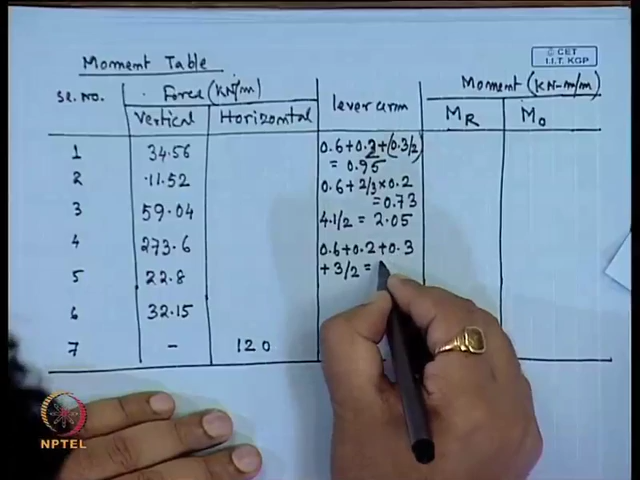 Moment Table
© CET
I.I.T. KGP
Sl. No.
Force (KN/m)
lever arm
Moment (KN-m/m)
Vertical
Horizontal
MR
Mo
1
34.56
0.6+0.2+(0.3/2)
= 0.95
2
11.52
0.6+2/3×0.2
=0.73
3
59.04
4.1/2 = 2.05
4
273.6
0.6+0.2+0.3
+3/2 =
5
22.8
6
32.15
7
-
120
NPTEL